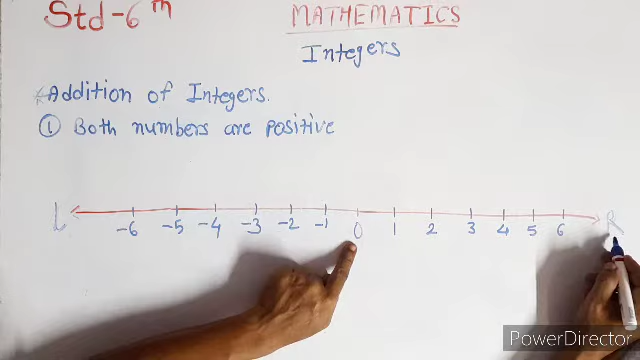 Std-6th
MATHEMATICS
Integers
Addition of Integers.
① Both numbers are positive
L R
-6 -5 -4 -3 -2 -1 0 1 2 3 4 5 6
PowerDirector